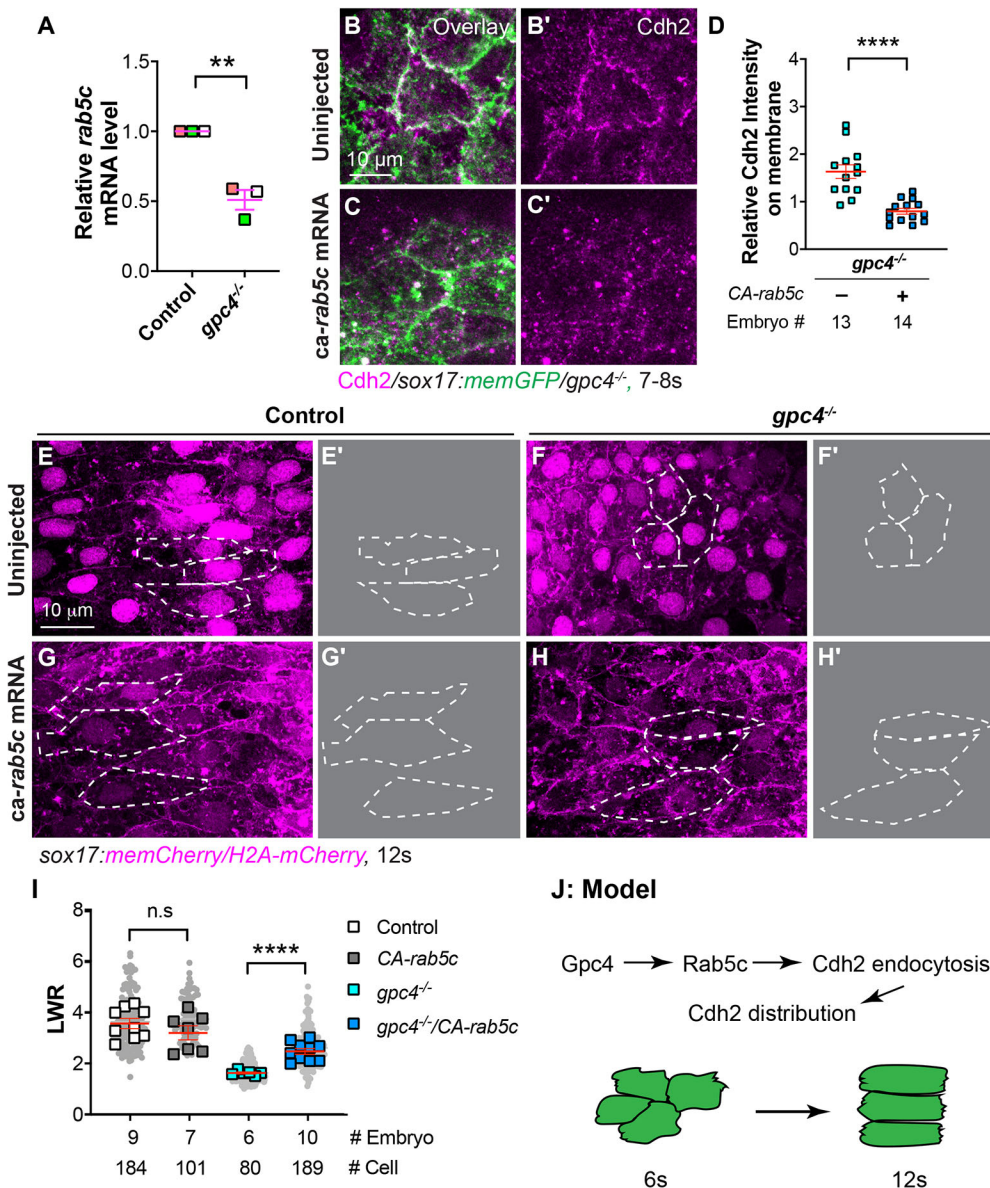 A
Relative rab5c
mRNA level
1.5
1.0
0.5
0.0
**
Control
gpc4-/-
B
Overlay
B'
Cdh2
Uninjected
10 µm
C
C'
ca-rab5c mRNA
Cdh2/sox17:memGFP/gpc4-/-, 7-8s
D
****
Relative Cdh2 Intensity
on membrane
4
3
2
1
0
gpc4-/-
CA-rab5c – +
Embryo # 13 14
Control
gpc4-/-
E
E'
F
F'
Uninjected
10 µm
G
G'
H
H'
ca-rab5c mRNA
sox17:memCherry/H2A-mCherry, 12s
I
LWR
8
6
4
2
0
n.s
****
Control
CA-rab5c
gpc4-/-
gpc4-/-/CA-rab5c
9 7 6 10 # Embryo
184 101 80 189 # Cell
J: Model
Gpc4 → Rab5c → Cdh2 endocytosis
Cdh2 distribution
6s
12s